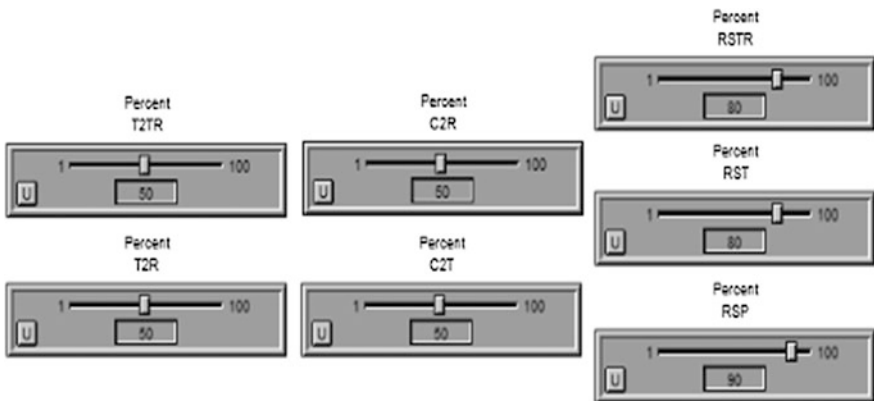 Percent
T2TR
1 100
U
50
Percent
T2R
1 100
U
50
Percent
C2R
1 100
U
50
Percent
C2T
1 100
U
50
Percent
RSTR
1 100
U
80
Percent
RST
1 100
U
80
Percent
RSP
1 100
U
90